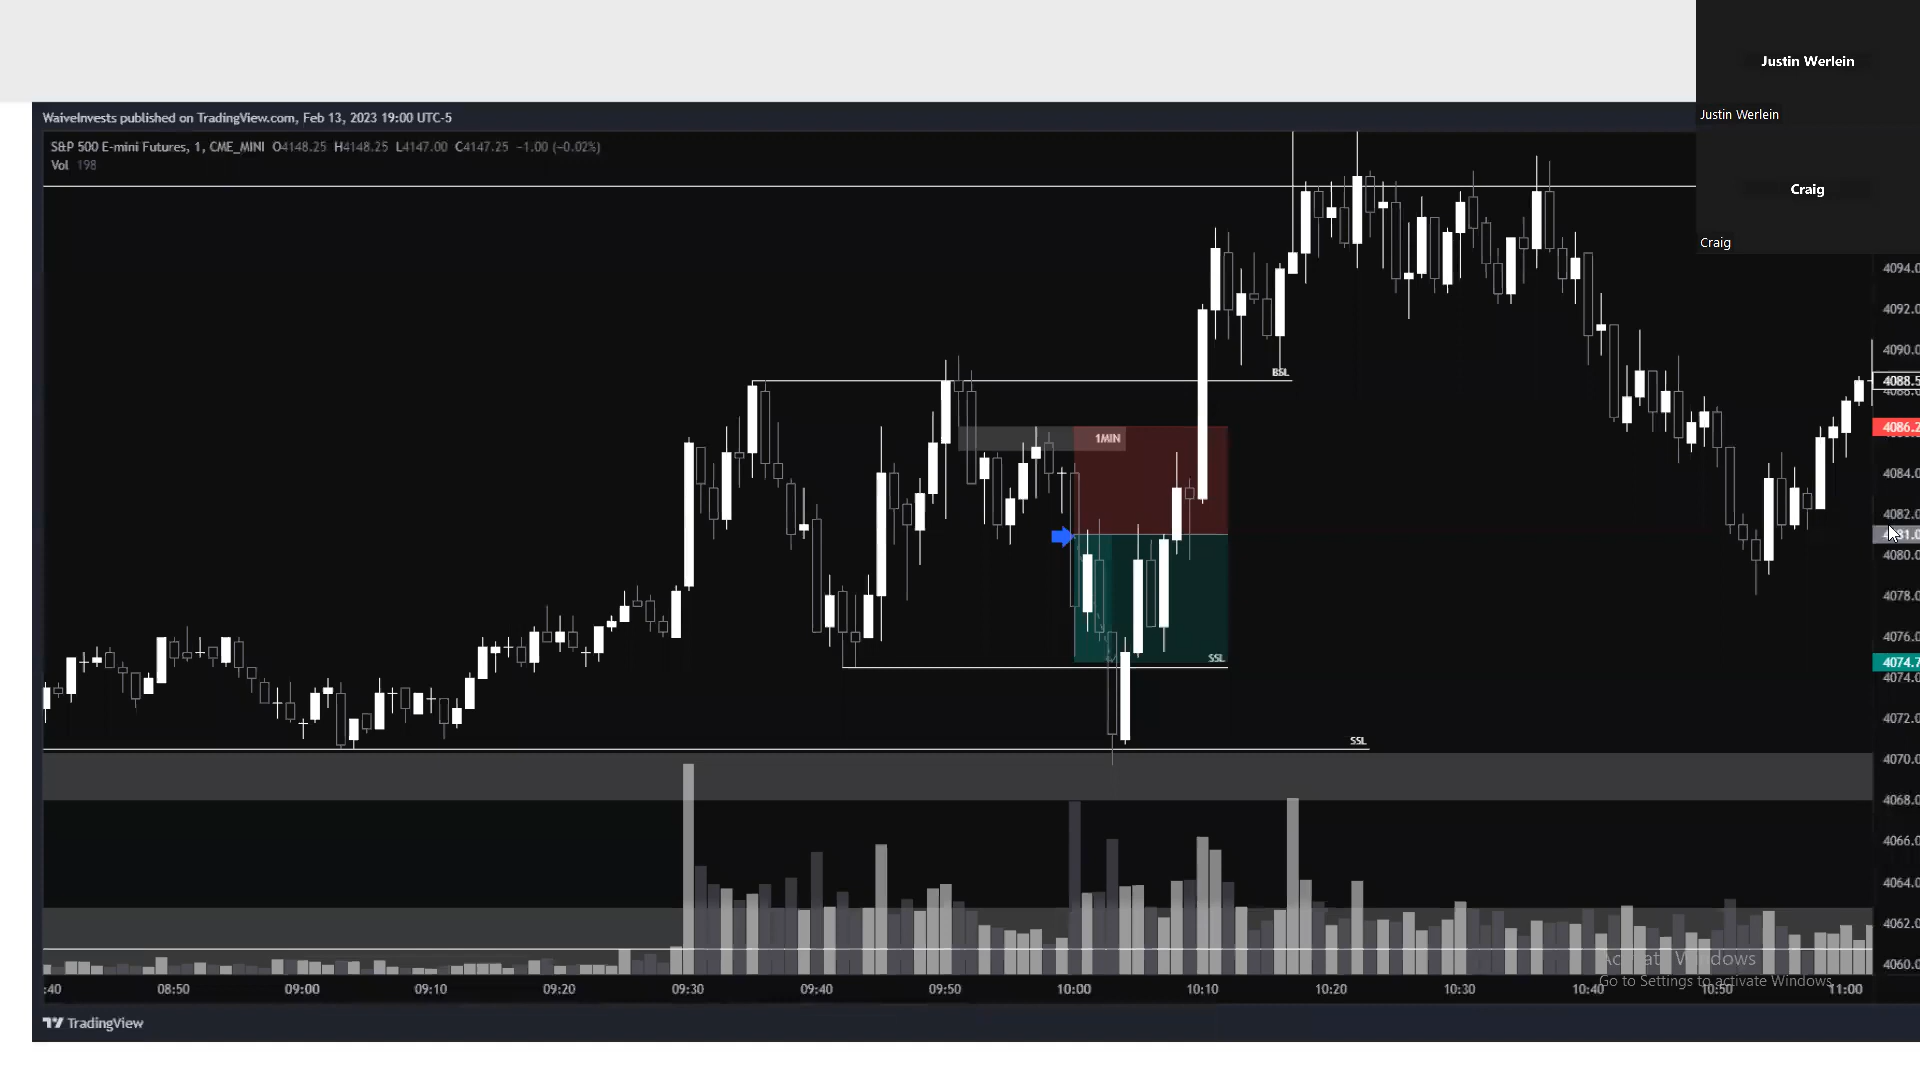 Justin Werlein
Justin Werlein
Craig
Craig
WaiveInvests published on TradingView.com, Feb 13, 2023 19:00 UTC-5
S&P 500 E-mini Futures, 1, CME_MINI O4148.25 H4148.25 L4147.00 C4147.25 −1.00 (−0.02%)
Vol 198
4094.0
4092.0
4090.0
BSL
4088.5
4086.2
1MIN
4084.0
4082.0
4080.0
4078.0
4076.0
SSL
4074.7
4074.0
4072.0
SSL
4070.0
4068.0
4066.0
4064.0
4062.0
4060.0
Activate Windows
Go to Settings to activate Windows.
:40 08:50 09:00 09:10 09:20 09:30 09:40 09:50 10:00 10:10 10:20 10:30 10:40 10:50 11:00
TradingView